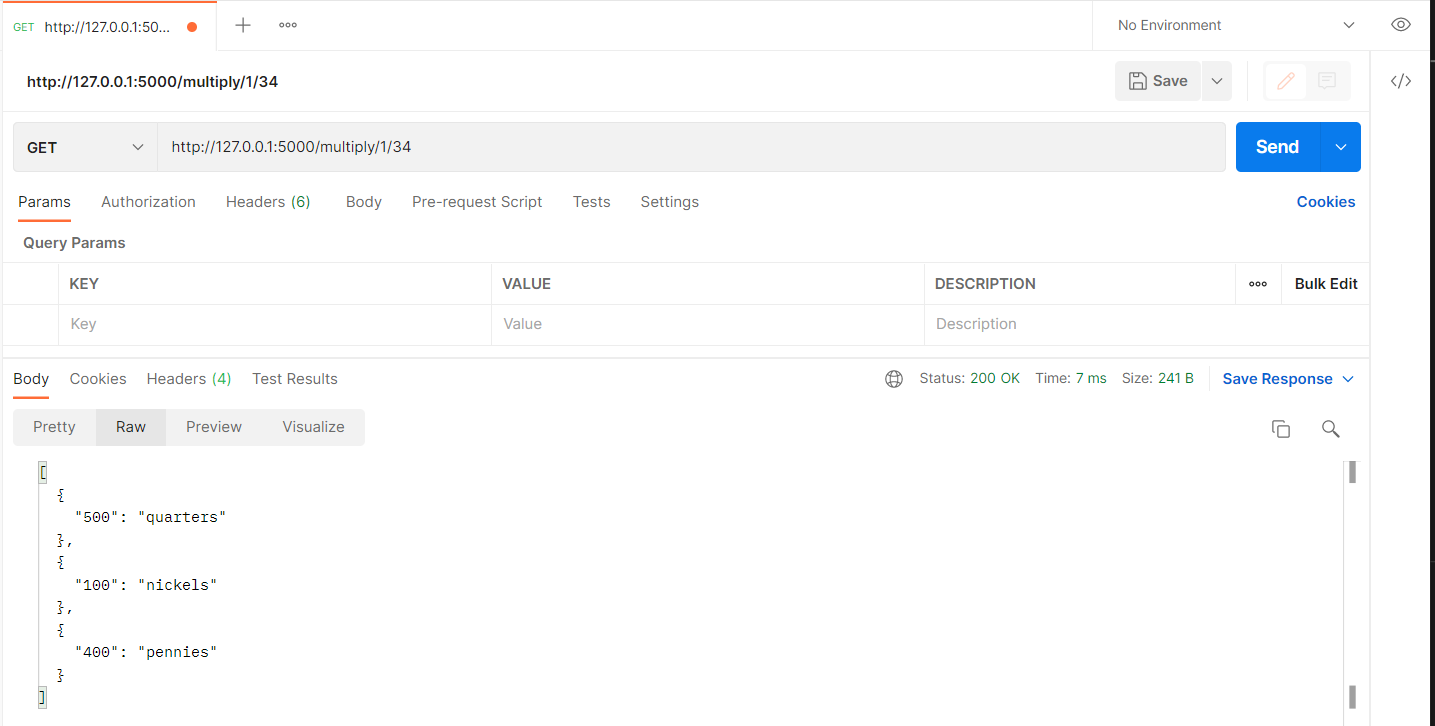 GET http://127.0.0.1:50...
No Environment
http://127.0.0.1:5000/multiply/1/34
Save
GET
http://127.0.0.1:5000/multiply/1/34
Send
Params Authorization Headers (6) Body Pre-request Script Tests Settings Cookies
Query Params
KEY VALUE DESCRIPTION Bulk Edit
Key Value Description
Body Cookies Headers (4) Test Results Status: 200 OK Time: 7 ms Size: 241 B Save Response
Pretty Raw Preview Visualize
[
{
"500": "quarters"
},
{
"100": "nickels"
},
{
"400": "pennies"
}
]